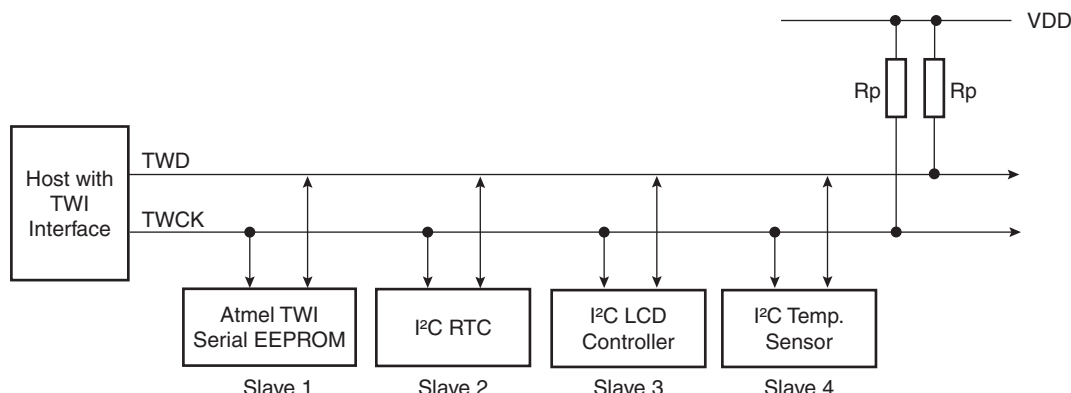 VDD
Rp Rp
Host with
TWI
Interface
TWD
TWCK
Atmel TWI
Serial EEPROM
I²C RTC
I²C LCD
Controller
I²C Temp.
Sensor
Slave 1
Slave 2
Slave 3
Slave 4